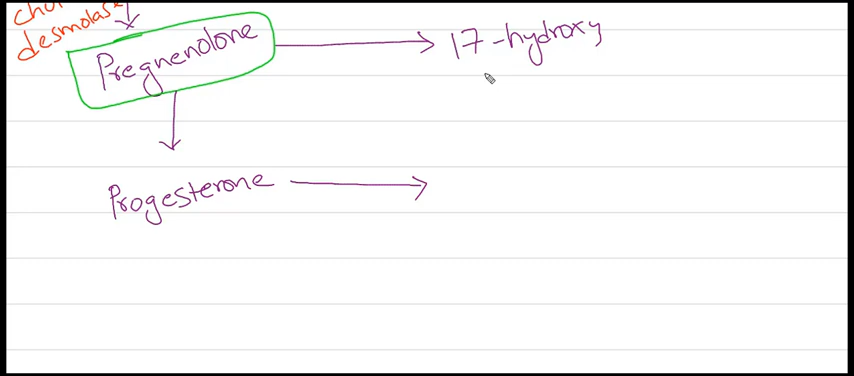 desmolase
Pregnenolone → 17-hydroxy
Progesterone →